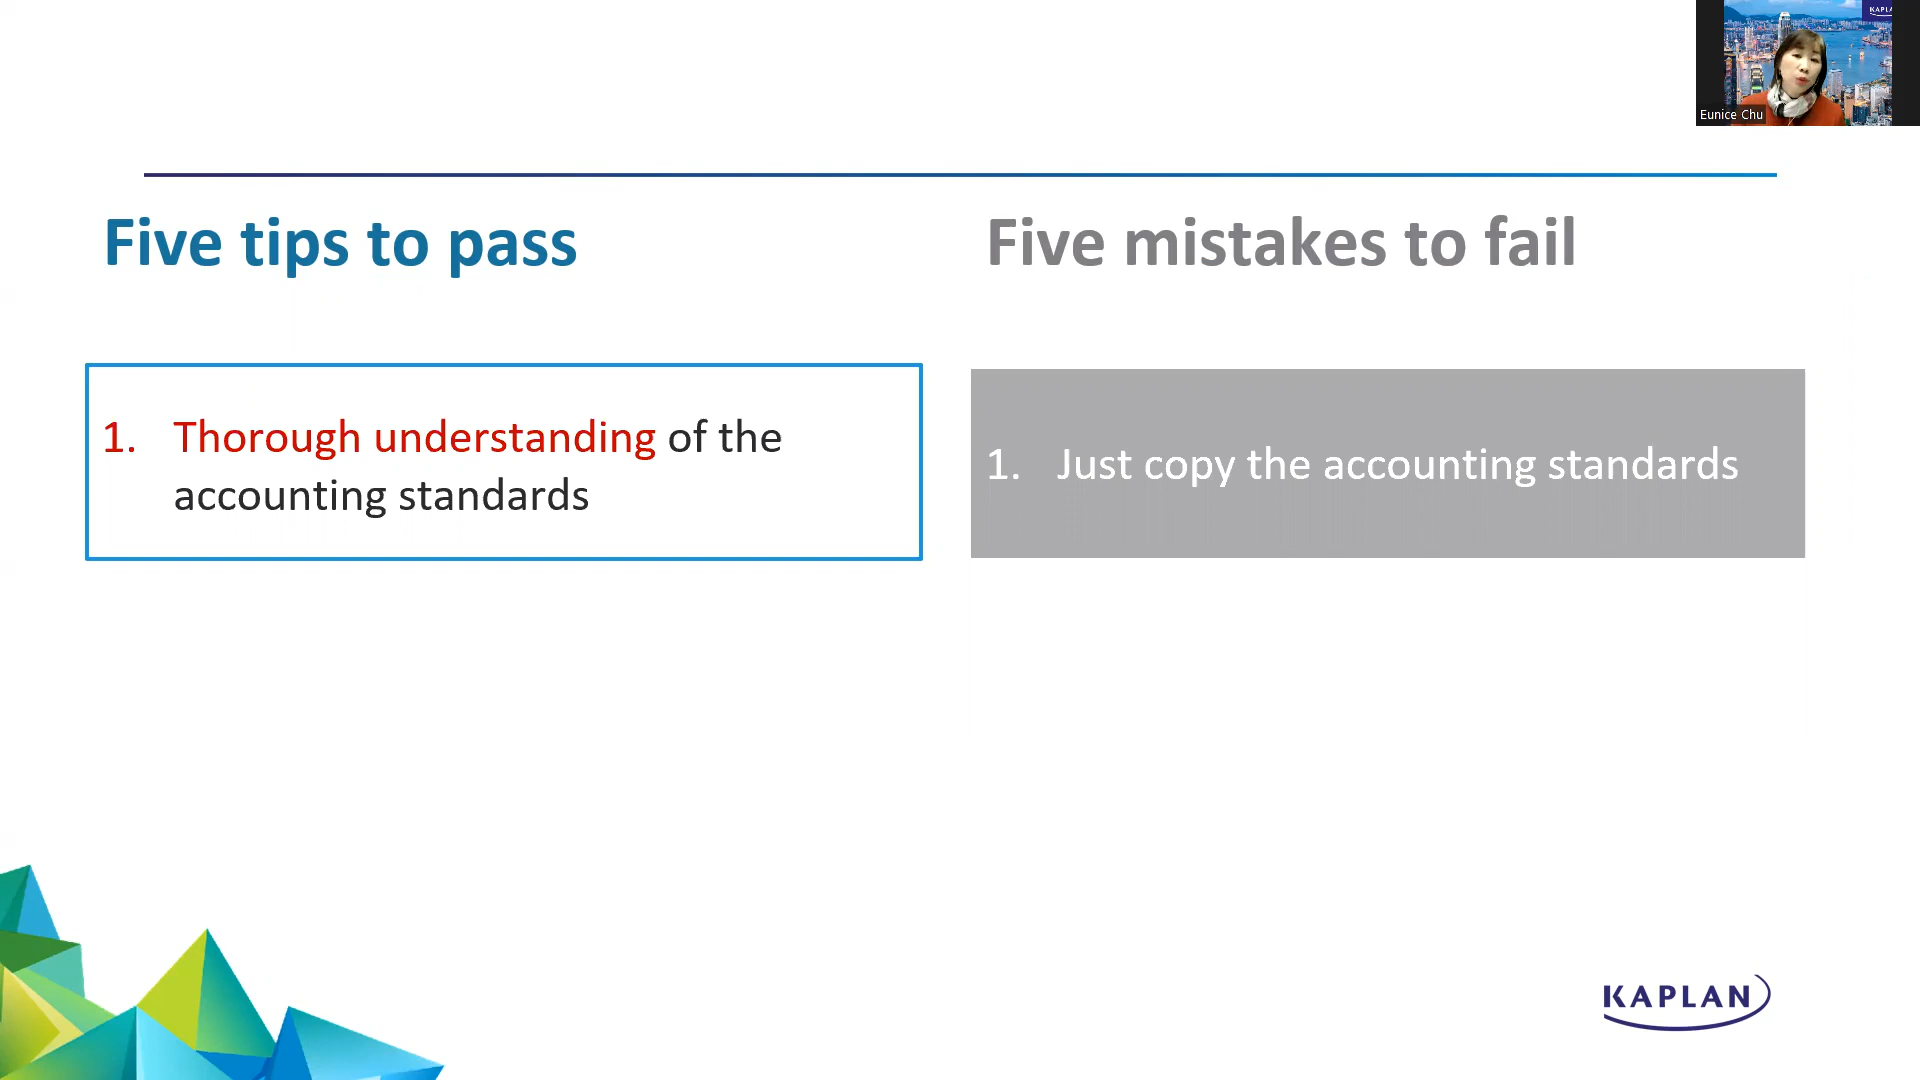 KAPLA
Eunice Chu
Five tips to pass
Five mistakes to fail
1. Thorough understanding of the
accounting standards
1. Just copy the accounting standards
KAPLAN